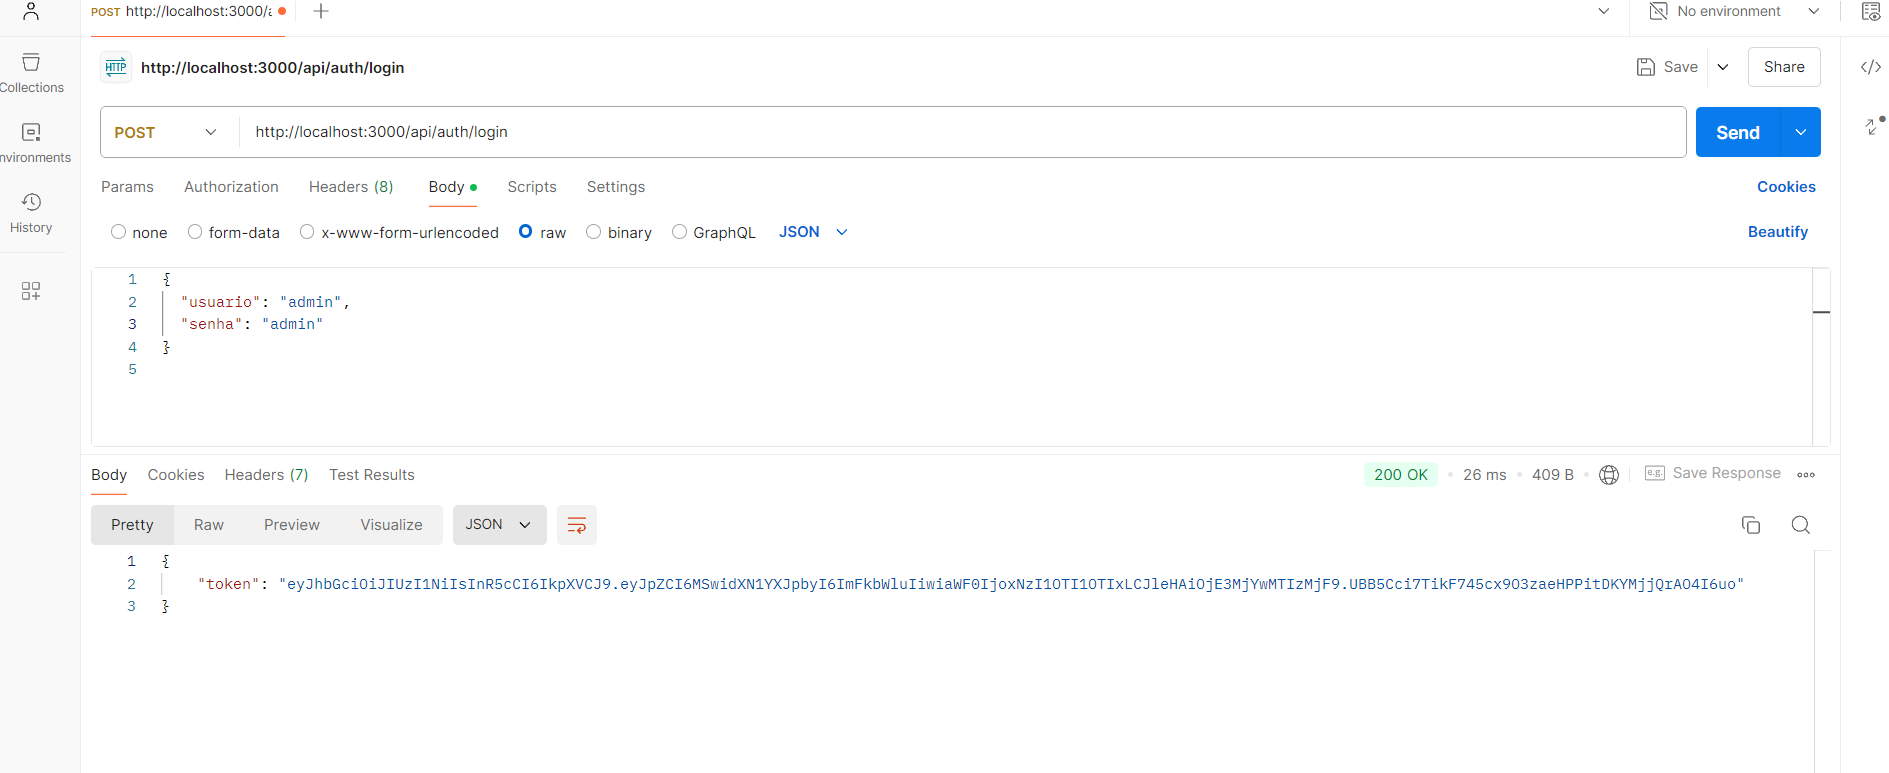 POST http://localhost:3000/a
No environment
Collections
nvironments
History
HTTP http://localhost:3000/api/auth/login
Save
Share
POST
http://localhost:3000/api/auth/login
Send
Params Authorization Headers (8) Body Scripts Settings
Cookies
none form-data x-www-form-urlencoded raw binary GraphQL JSON
Beautify
1 {
2 "usuario": "admin",
3 "senha": "admin"
4 }
5
Body Cookies Headers (7) Test Results
200 OK 26 ms 409 B e.g. Save Response
Pretty Raw Preview Visualize JSON
1 {
2 "token": "eyJhbGciOiJIUzI1NiIsInR5cCI6IkpXVCJ9.eyJpZCI6MSwidXN1YXJpbyI6ImFkbWluIiwiaWF0IjoxNzI1OTI1OTIxLCJleHAiOjE3MjYwMTIzMjF9.UBB5Cci7TikF745cx9O3zaeHPPitDKYMjjQrAO4I6uo"
3 }